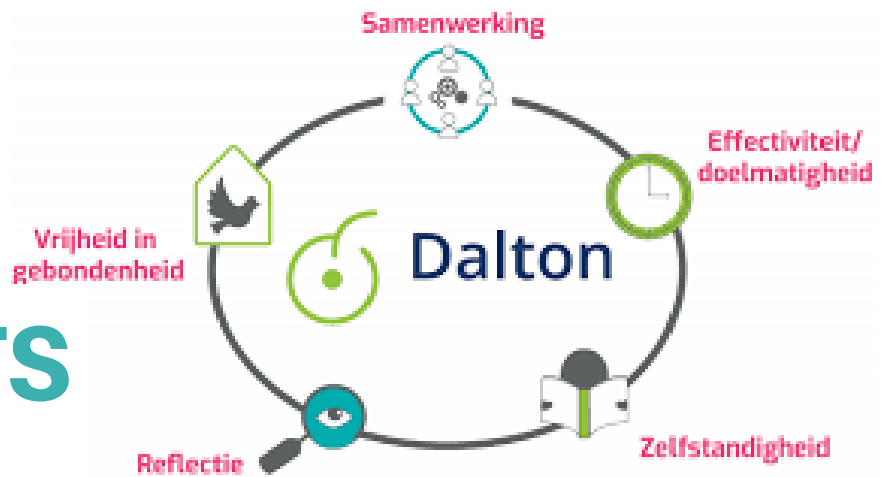 Samenwerking
Effectiviteit/
doelmatigheid
Vrijheid in
gebondenheid
Dalton
Zelfstandigheid
Reflectie